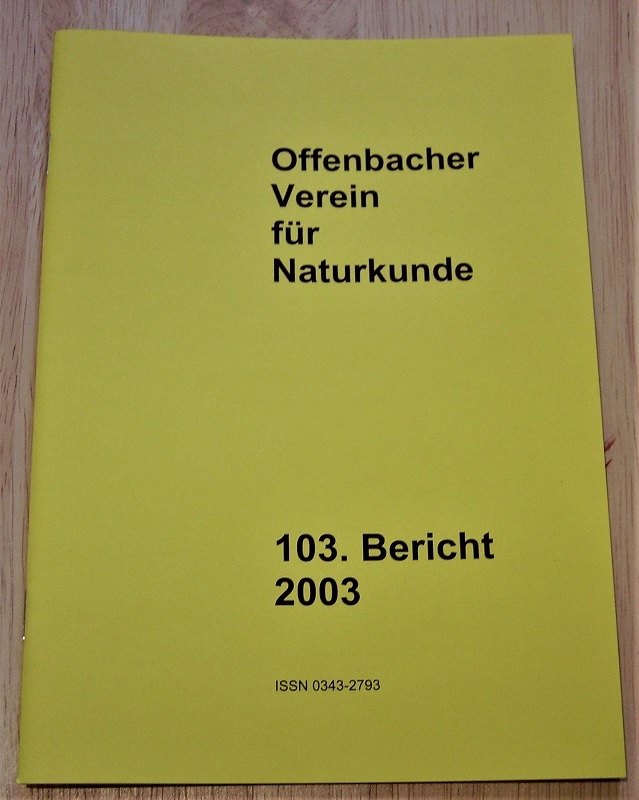 Offenbacher
Verein
für
Naturkunde
103. Bericht
2003
ISSN 0343-2793